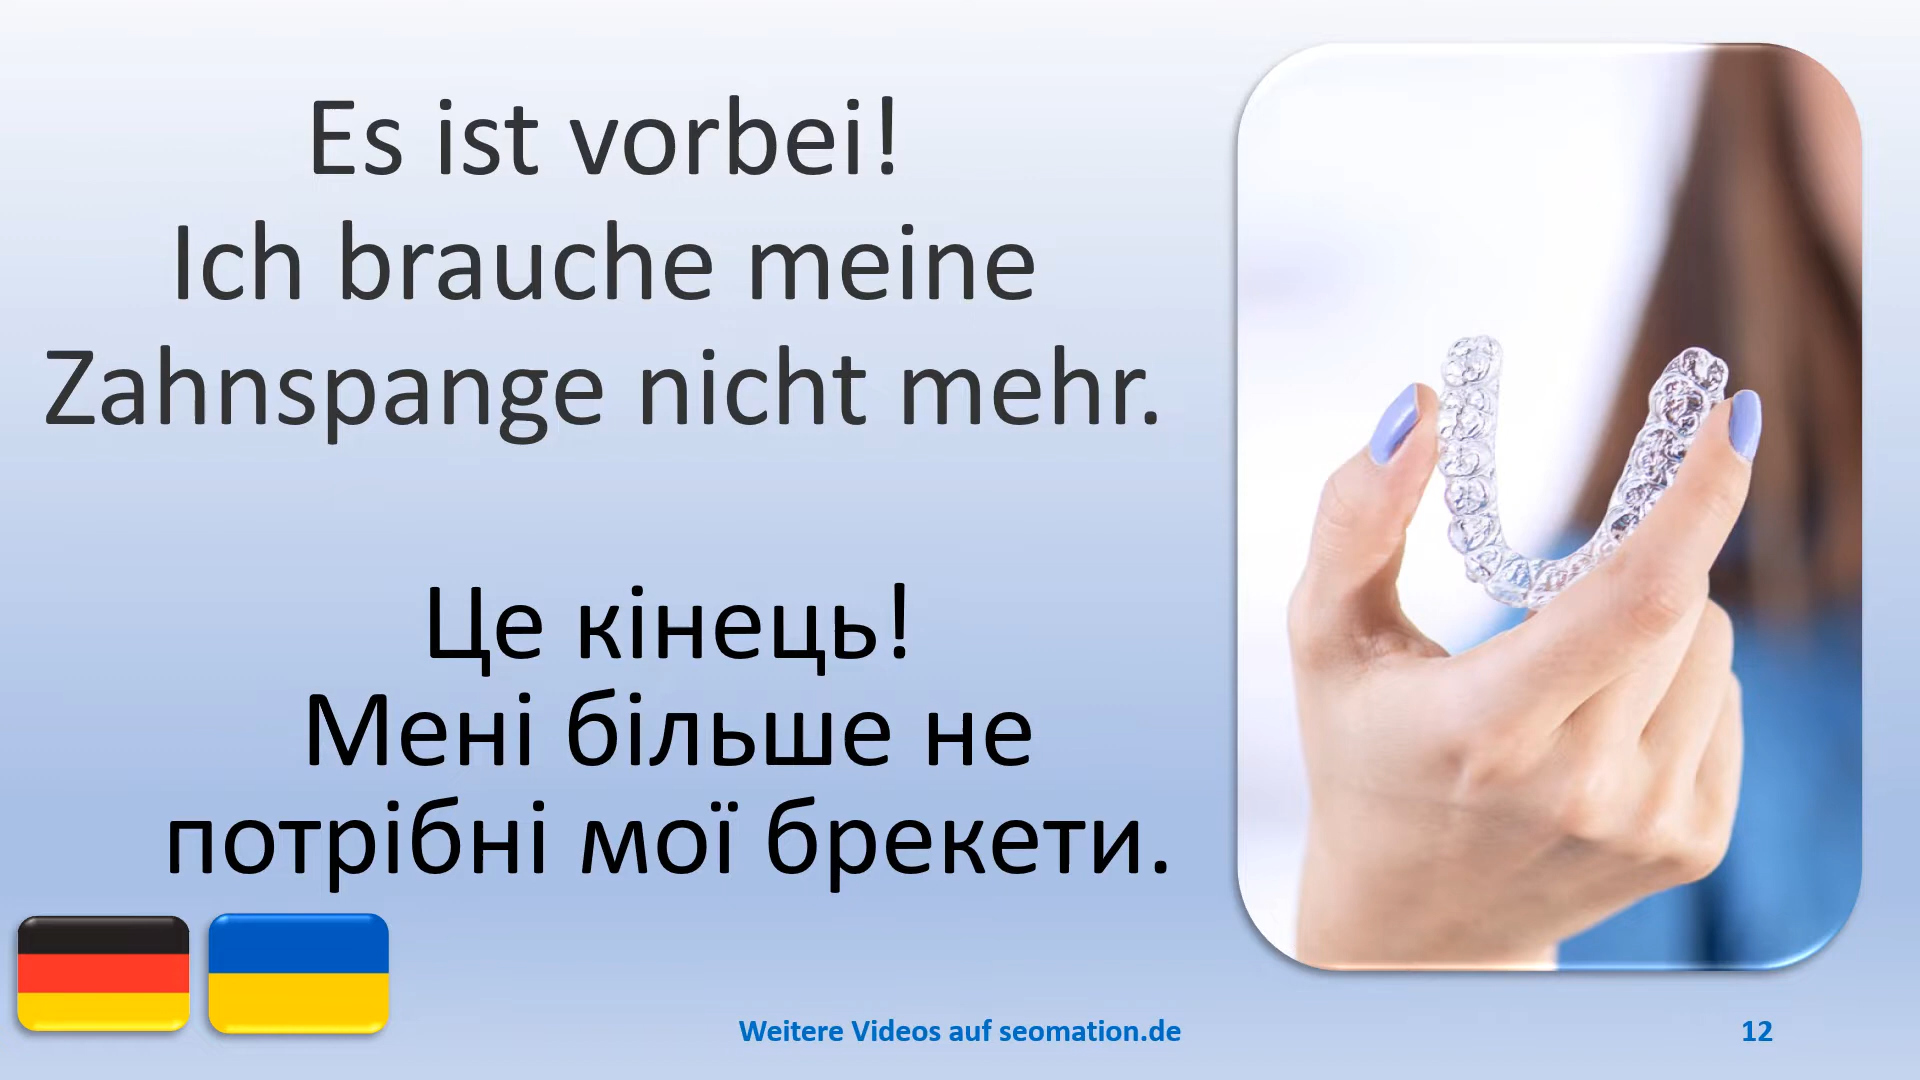 Es ist vorbei!
Ich brauche meine
Zahnspange nicht mehr.
Це кінець!
Мені більше не
потрібні мої брекети.
Weitere Videos auf seomation.de
12